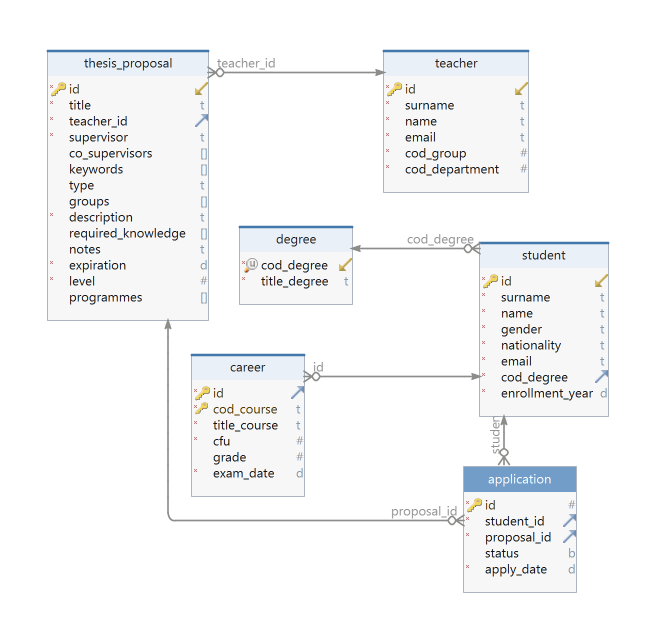 thesis_proposal
id
title t
teacher_id
supervisor t
co_supervisors []
keywords []
type t
groups []
description t
required_knowledge []
notes t
expiration d
level #
programmes []
teacher_id
teacher
id
surname t
name t
email t
cod_group #
cod_department #
degree
cod_degree
title_degree t
cod_degree
student
id
surname t
name t
gender t
nationality t
email t
cod_degree
enrollment_year d
career
id
cod_course t
title_course t
cfu #
grade #
exam_date d
id
student
application
id #
student_id
proposal_id
status b
apply_date d
proposal_id